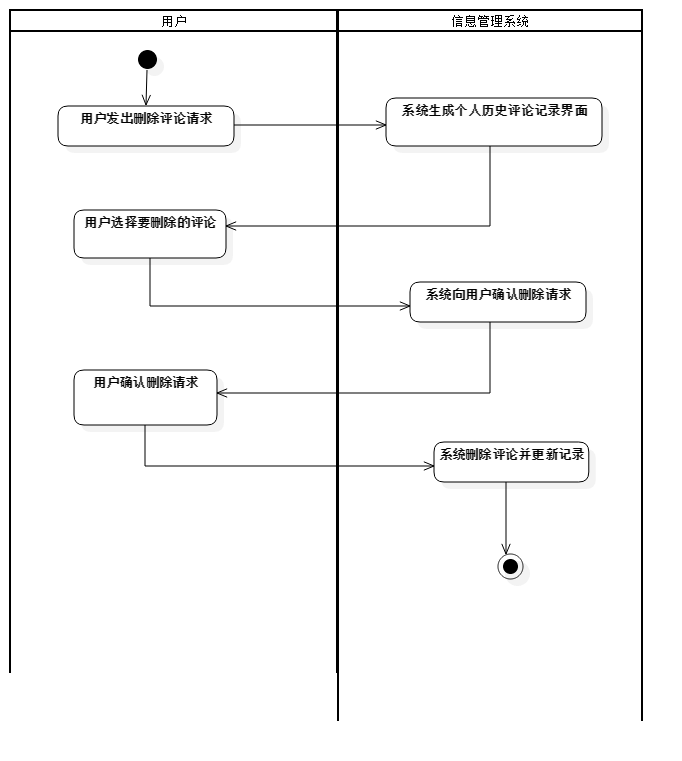 用户
信息管理系统
用户发出删除评论请求
系统生成个人历史评论记录界面
用户选择要删除的评论
系统向用户确认删除请求
用户确认删除请求
系统删除评论并更新记录